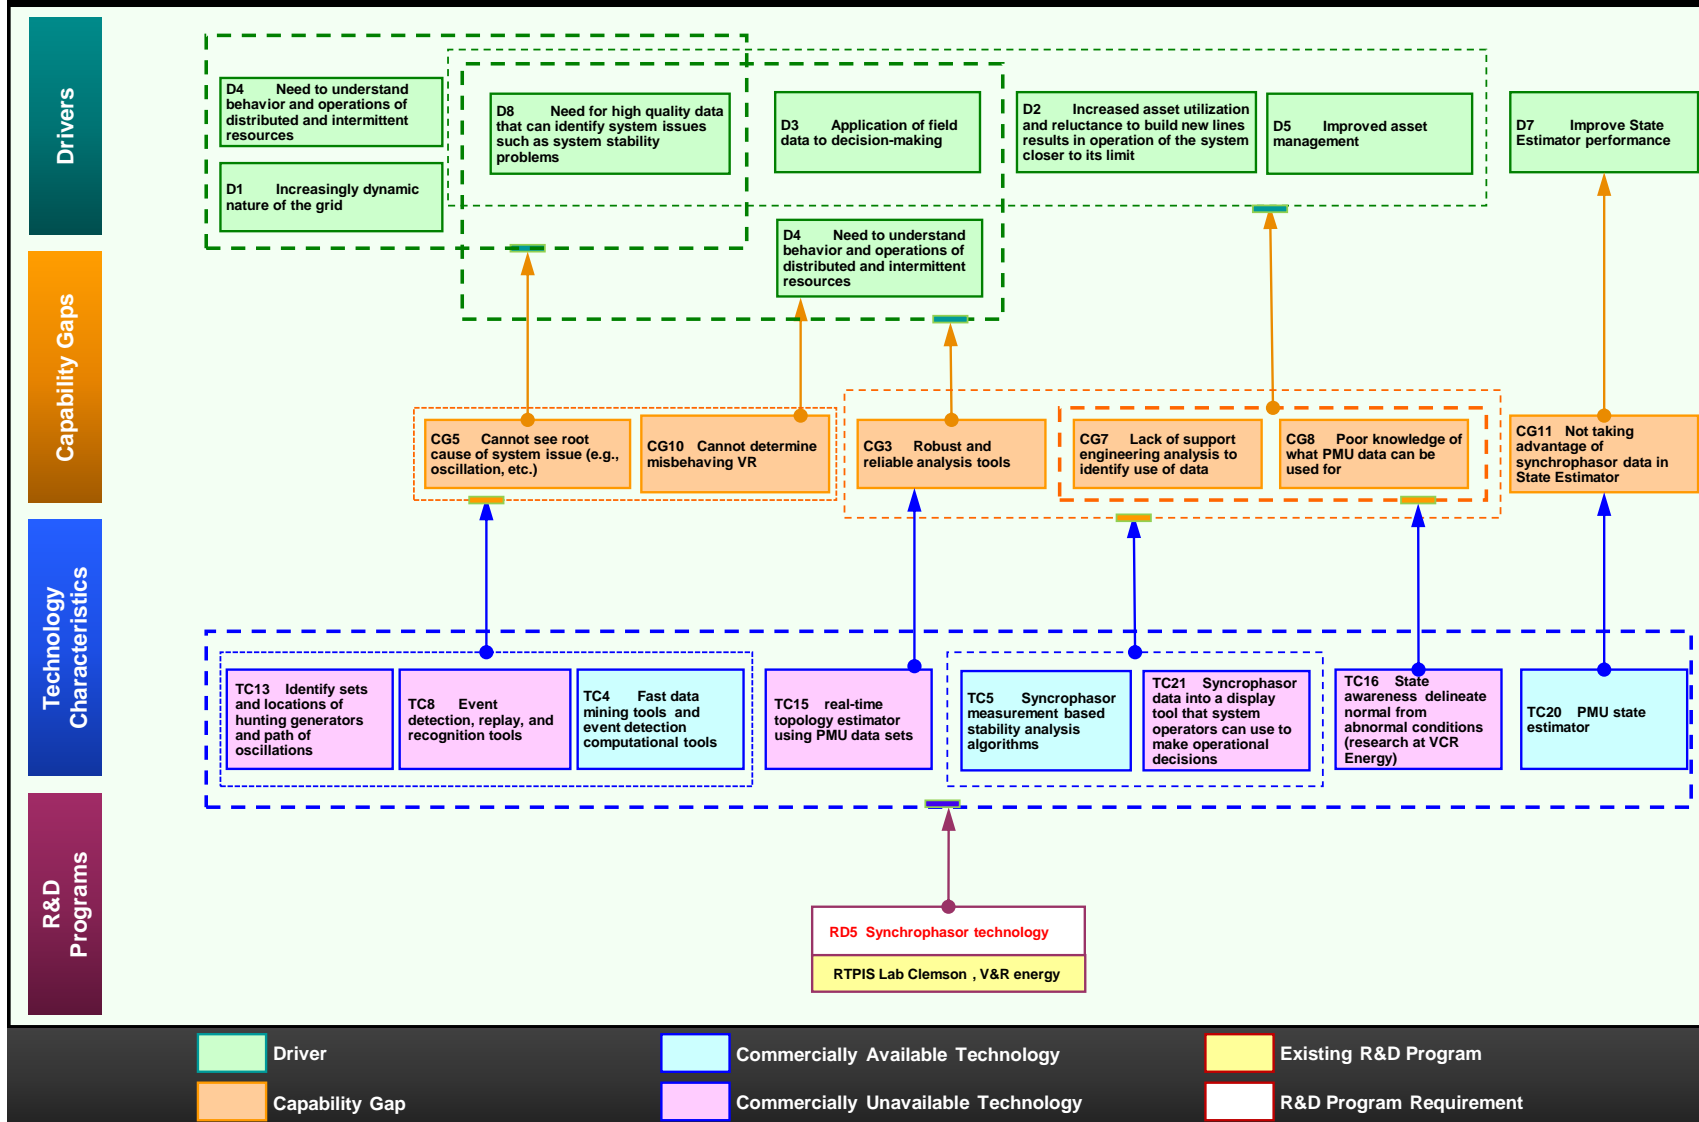 Drivers
D4 Need to understand
behavior and operations of
distributed and intermittent
resources
D1 Increasingly dynamic
nature of the grid
D8 Need for high quality data
that can identify system issues
such as system stability
problems
D3 Application of field
data to decision-making
D2 Increased asset utilization
and reluctance to build new lines
results in operation of the system
closer to its limit
D5 Improved asset
management
D7 Improve State
Estimator performance
D4 Need to understand
behavior and operations of
distributed and intermittent
resources
Capability Gaps
CG5 Cannot see root
cause of system issue (e.g.,
oscillation, etc.)
CG10 Cannot determine
misbehaving VR
CG3 Robust and
reliable analysis tools
CG7 Lack of support
engineering analysis to
identify use of data
CG8 Poor knowledge of
what PMU data can be
used for
CG11 Not taking
advantage of
synchrophasor data in
State Estimator
Technology
Characteristics
TC13 Identify sets
and locations of
hunting generators
and path of
oscillations
TC8 Event
detection, replay, and
recognition tools
TC4 Fast data
mining tools and
event detection
computational tools
TC15 real-time
topology estimator
using PMU data sets
TC5 Syncrophasor
measurement based
stability analysis
algorithms
TC21 Syncrophasor
data into a display
tool that system
operators can use to
make operational
decisions
TC16 State
awareness delineate
normal from
abnormal conditions
(research at VCR
Energy)
TC20 PMU state
estimator
R&D
Programs
RD5 Synchrophasor technology
RTPIS Lab Clemson , V&R energy
Driver
Commercially Available Technology
Existing R&D Program
Capability Gap
Commercially Unavailable Technology
R&D Program Requirement